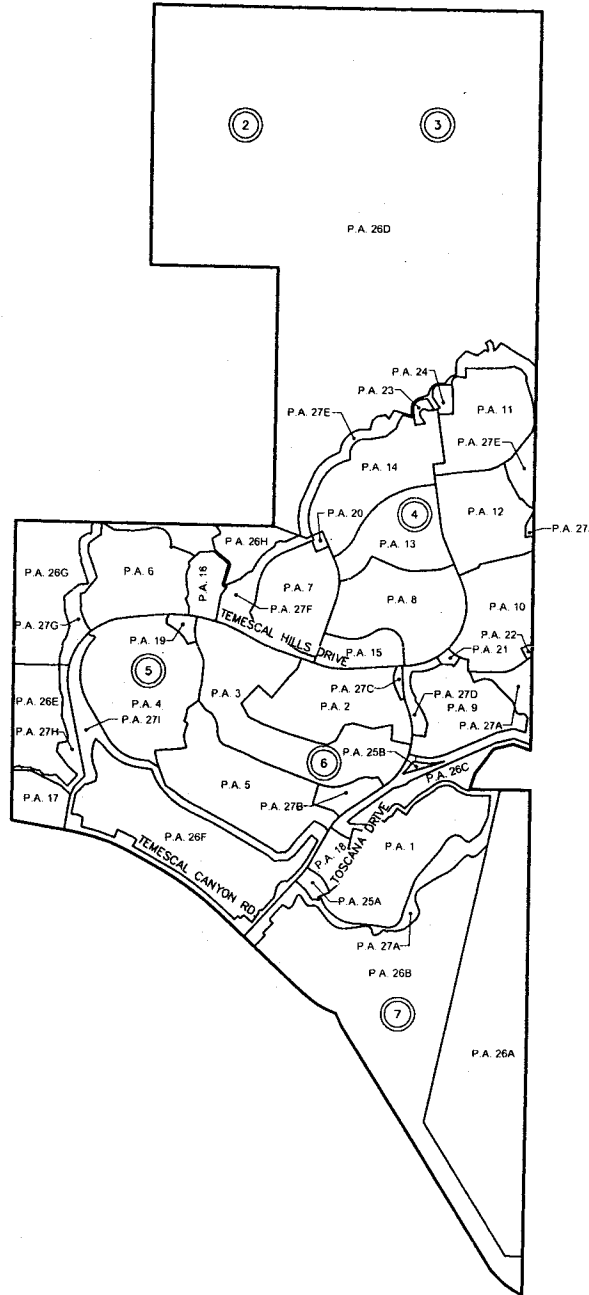 2
3
P.A. 26D
P.A. 24
P.A. 23
P.A. 11
P.A. 27E
P.A. 27E
P.A. 14
P.A. 20
4
P.A. 12
P.A. 27
P.A. 13
P.A. 26H
P.A. 26G
P.A. 6
P.A. 16
P.A. 7
P.A. 27F
P.A. 8
P.A. 10
P.A. 27G
P.A. 19
TEMESCAL HILLS DRIVE
P.A. 15
P.A. 22
P.A. 21
5
P.A. 26E
P.A. 4
P.A. 3
P.A. 27C
P.A. 2
P.A. 27D
P.A. 9
P.A. 27I
P.A. 27A
P.A. 27H
P.A. 25B
6
P.A. 26C
P.A. 5
P.A. 17
P.A. 27B
P.A. 26F
P.A. 18
TOSCANA DRIVE
P.A. 1
TEMESCAL CANYON RD.
P.A. 25A
P.A. 27A
P.A. 26B
7
P.A. 26A